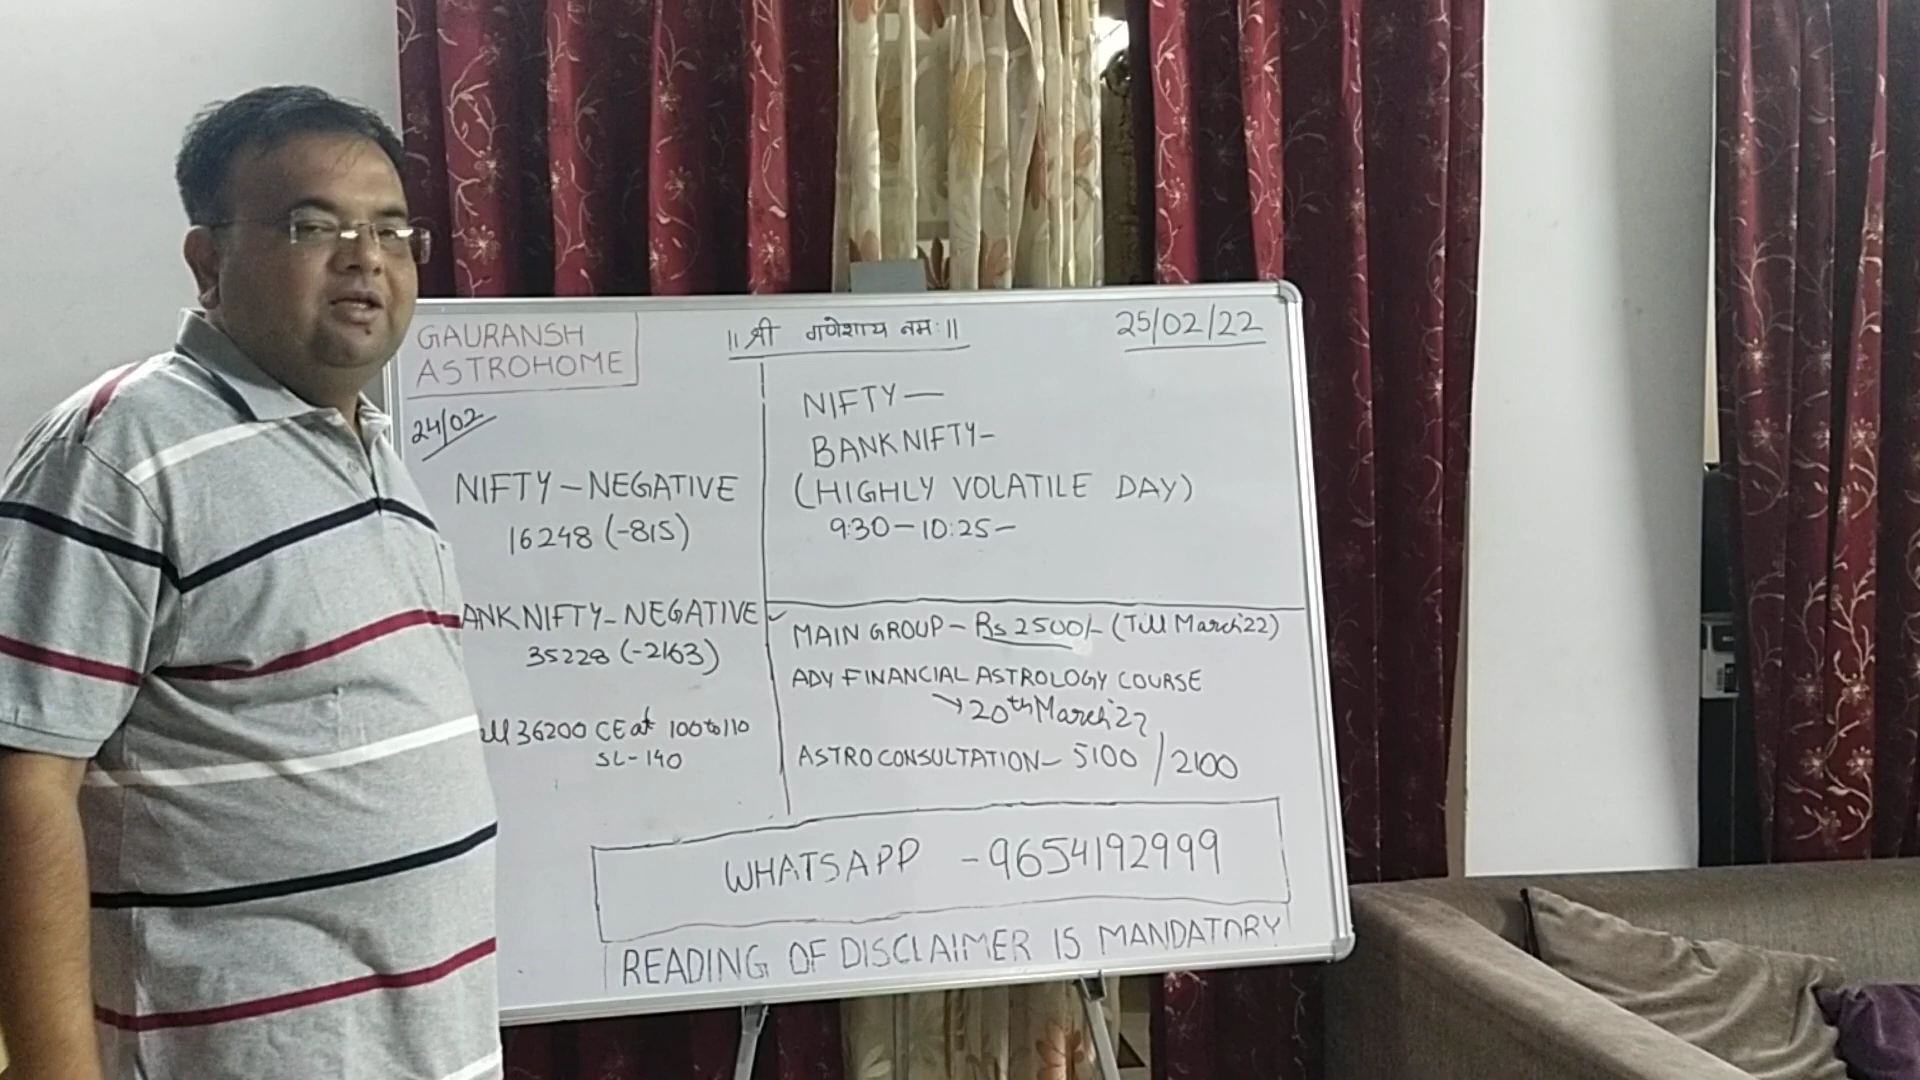 GAURANSH
ASTROHOME
॥ श्री गणेशाय नमः ॥
25/02/22
24/02
NIFTY - NEGATIVE
16248 (-815)
ANKNIFTY - NEGATIVE
35228 (-2163)
36200 CE at 100 to 110
SL - 140
NIFTY -
BANKNIFTY -
(HIGHLY VOLATILE DAY)
9:30 - 10:25 -
MAIN GROUP - Rs 2500/- (Till March'22)
ADV FINANCIAL ASTROLOGY COURSE
→ 20th March'22
ASTRO CONSULTATION - 5100 / 2100
WHATSAPP - 9654192999
READING OF DISCLAIMER IS MANDATORY